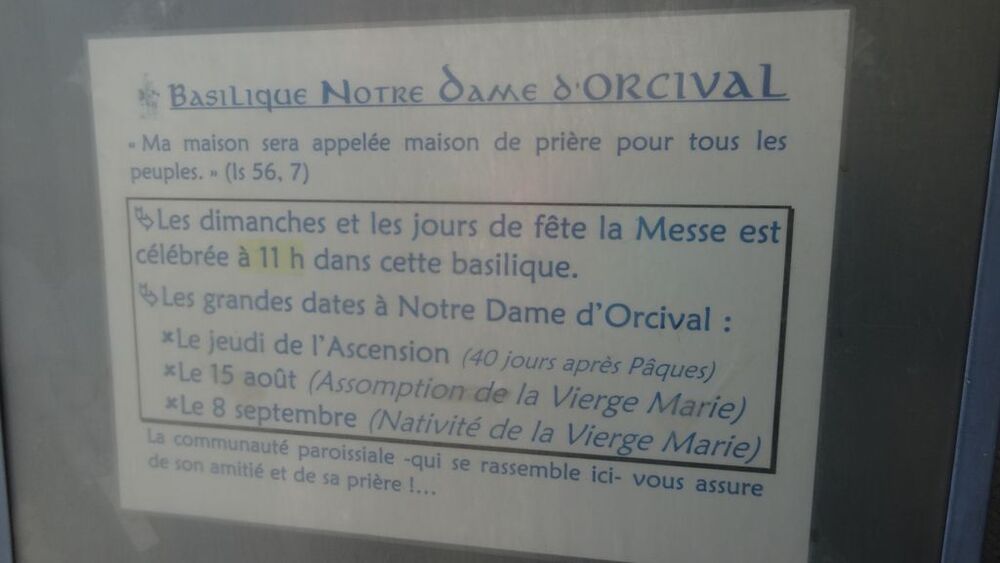 Basilique Notre Dame d'Orcival
« Ma maison sera appelée maison de prière pour tous les
peuples. » (Is 56, 7)
Les dimanches et les jours de fête la Messe est
célébrée à 11 h dans cette basilique.
Les grandes dates à Notre Dame d'Orcival :
Le jeudi de l'Ascension (40 jours après Pâques)
Le 15 août (Assomption de la Vierge Marie)
Le 8 septembre (Nativité de la Vierge Marie)
La communauté paroissiale -qui se rassemble ici- vous assure
de son amitié et de sa prière !...